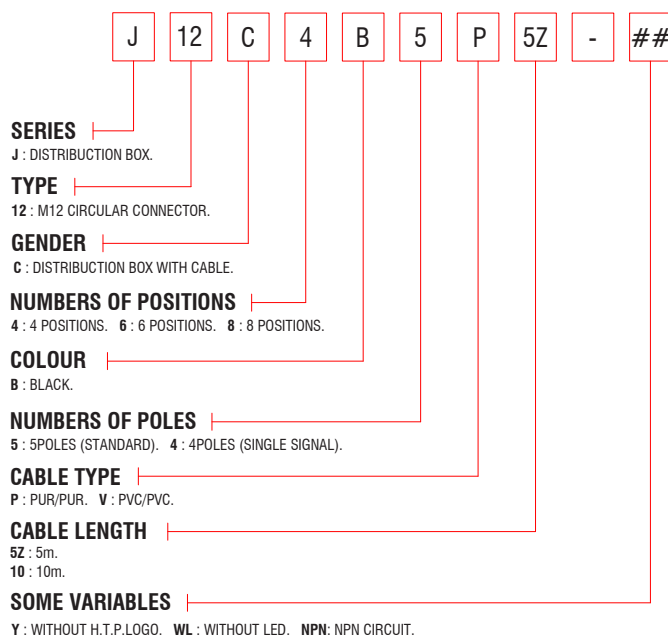 J 12 C 4 B 5 P 5Z - ##
SERIES
J : DISTRIBUCTION BOX.
TYPE
12 : M12 CIRCULAR CONNECTOR.
GENDER
C : DISTRIBUCTION BOX WITH CABLE.
NUMBERS OF POSITIONS
4 : 4 POSITIONS. 6 : 6 POSITIONS. 8 : 8 POSITIONS.
COLOUR
B : BLACK.
NUMBERS OF POLES
5 : 5POLES (STANDARD). 4 : 4POLES (SINGLE SIGNAL).
CABLE TYPE
P : PUR/PUR. V : PVC/PVC.
CABLE LENGTH
5Z : 5m.
10 : 10m.
SOME VARIABLES
Y : WITHOUT H.T.P.LOGO. WL : WITHOUT LED. NPN: NPN CIRCUIT.